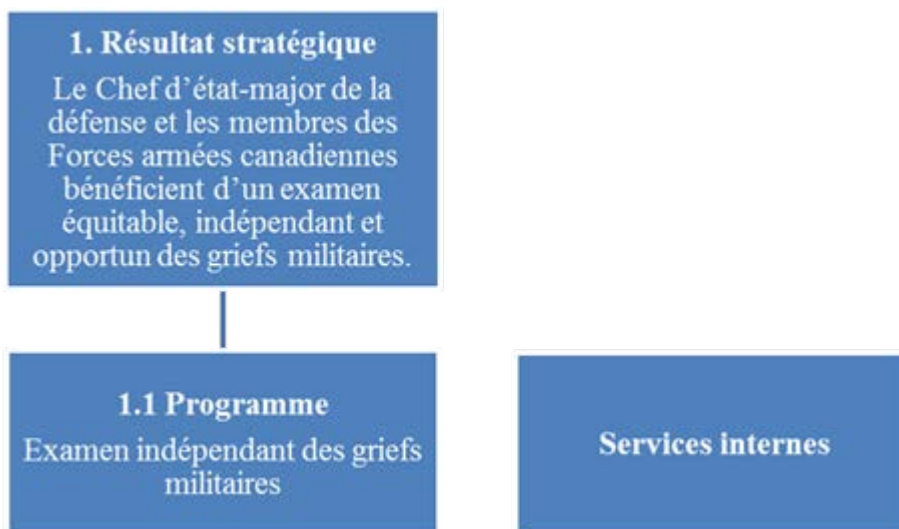 1. Résultat stratégique
Le Chef d’état-major de la
défense et les membres des
Forces armées canadiennes
bénéficient d’un examen
équitable, indépendant et
opportun des griefs militaires.
1.1 Programme
Examen indépendant des griefs
militaires
Services internes